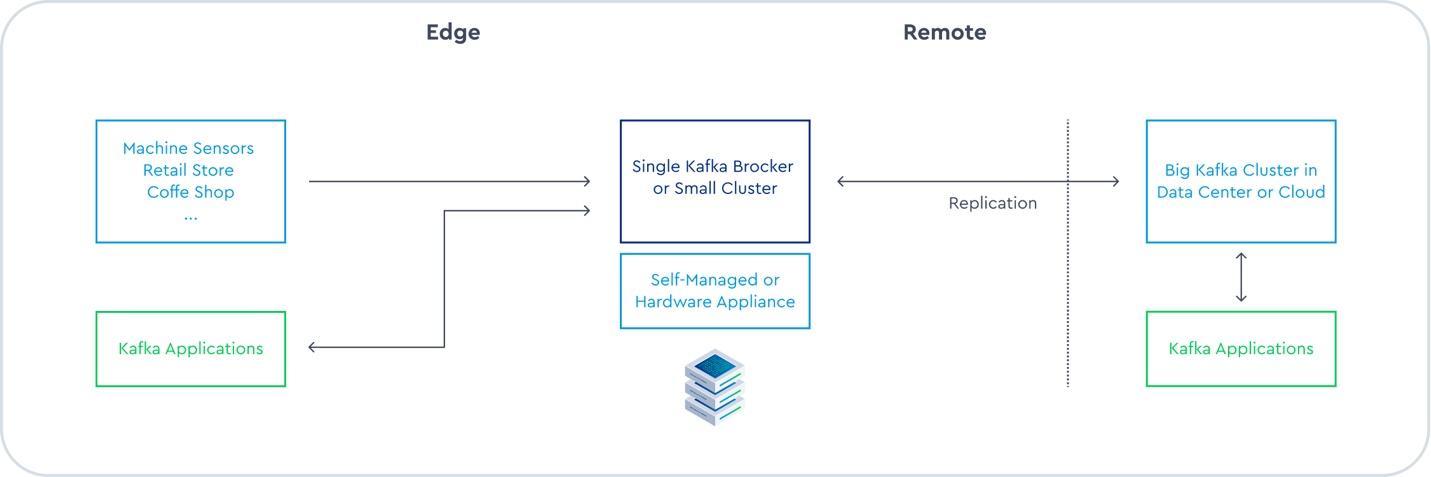 Edge
Remote
Machine Sensors
Retail Store
Coffe Shop
...
Single Kafka Brocker
or Small Cluster
Replication
Big Kafka Cluster in
Data Center or Cloud
Self-Managed or
Hardware Appliance
Kafka Applications
Kafka Applications